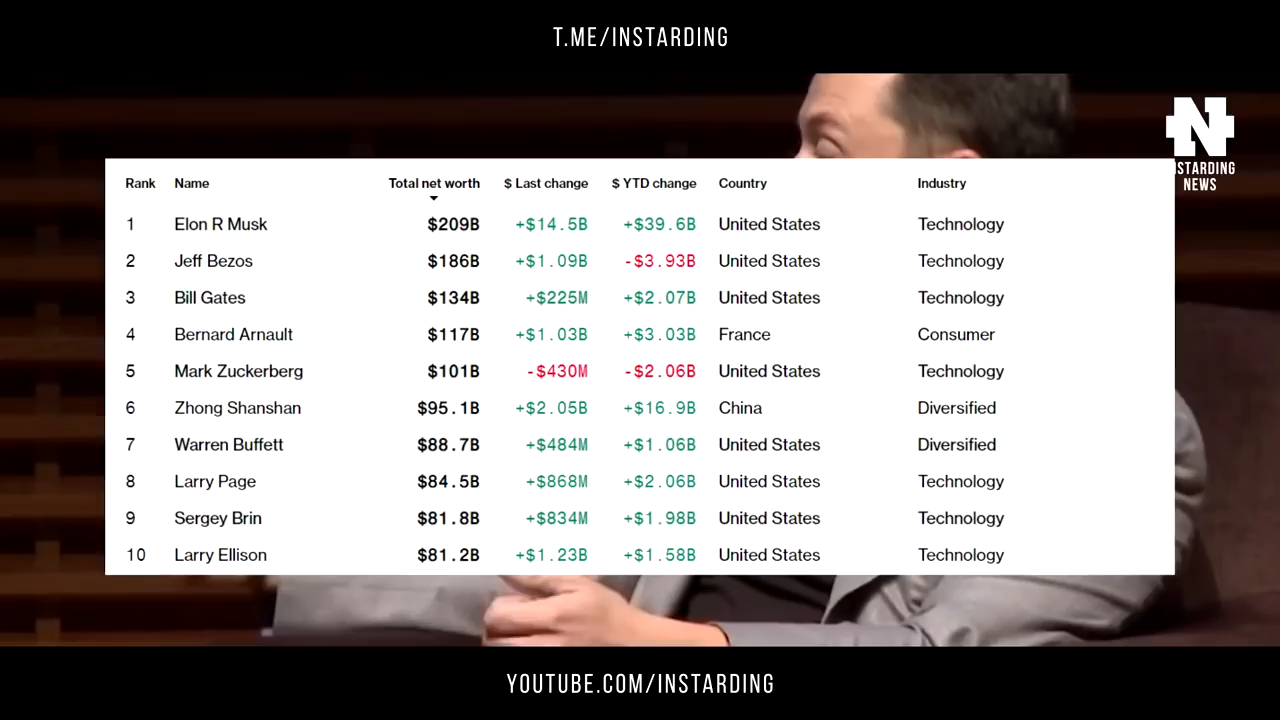 T.ME/INSTARDING
NSTARDING
NEWS
Rank Name Total net worth $ Last change $ YTD change Country Industry
1 Elon R Musk $209B +$14.5B +$39.6B United States Technology
2 Jeff Bezos $186B +$1.09B -$3.93B United States Technology
3 Bill Gates $134B +$225M +$2.07B United States Technology
4 Bernard Arnault $117B +$1.03B +$3.03B France Consumer
5 Mark Zuckerberg $101B -$430M -$2.06B United States Technology
6 Zhong Shanshan $95.1B +$2.05B +$16.9B China Diversified
7 Warren Buffett $88.7B +$484M +$1.06B United States Diversified
8 Larry Page $84.5B +$868M +$2.06B United States Technology
9 Sergey Brin $81.8B +$834M +$1.98B United States Technology
10 Larry Ellison $81.2B +$1.23B +$1.58B United States Technology
YOUTUBE.COM/INSTARDING